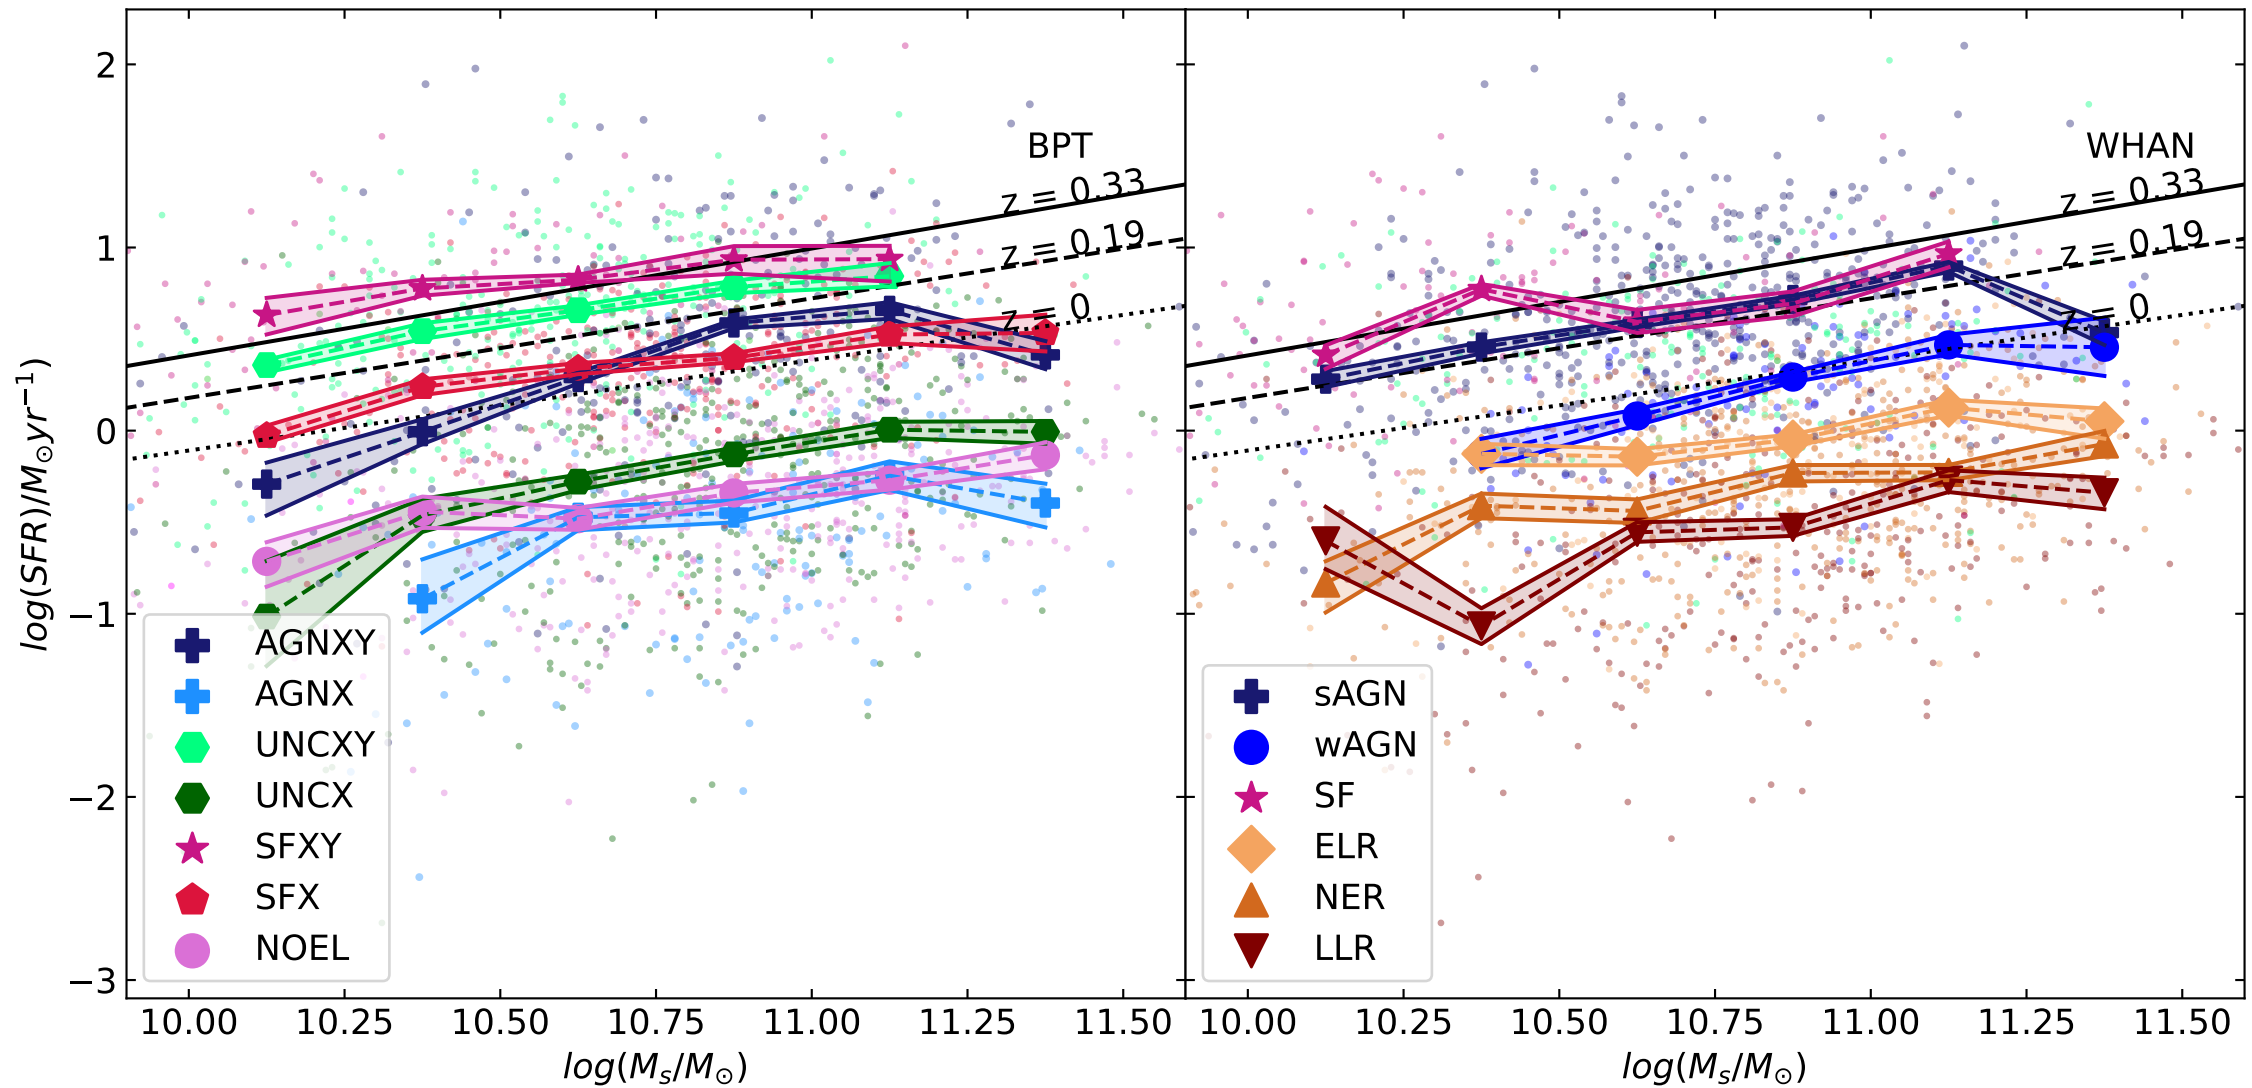 BPT
z = 0.33
z = 0.19
z = 0
WHAN
z = 0.33
z = 0.19
z = 0
2
1
0
−1
−2
−3
log(SFR)/M⊙yr⁻¹
AGNXY
AGNX
UNCXY
UNCX
SFXY
SFX
NOEL
sAGN
wAGN
SF
ELR
NER
LLR
10.00 10.25 10.50 10.75 11.00 11.25 11.50
10.00 10.25 10.50 10.75 11.00 11.25 11.50
log(Mₛ/M⊙)
log(Mₛ/M⊙)